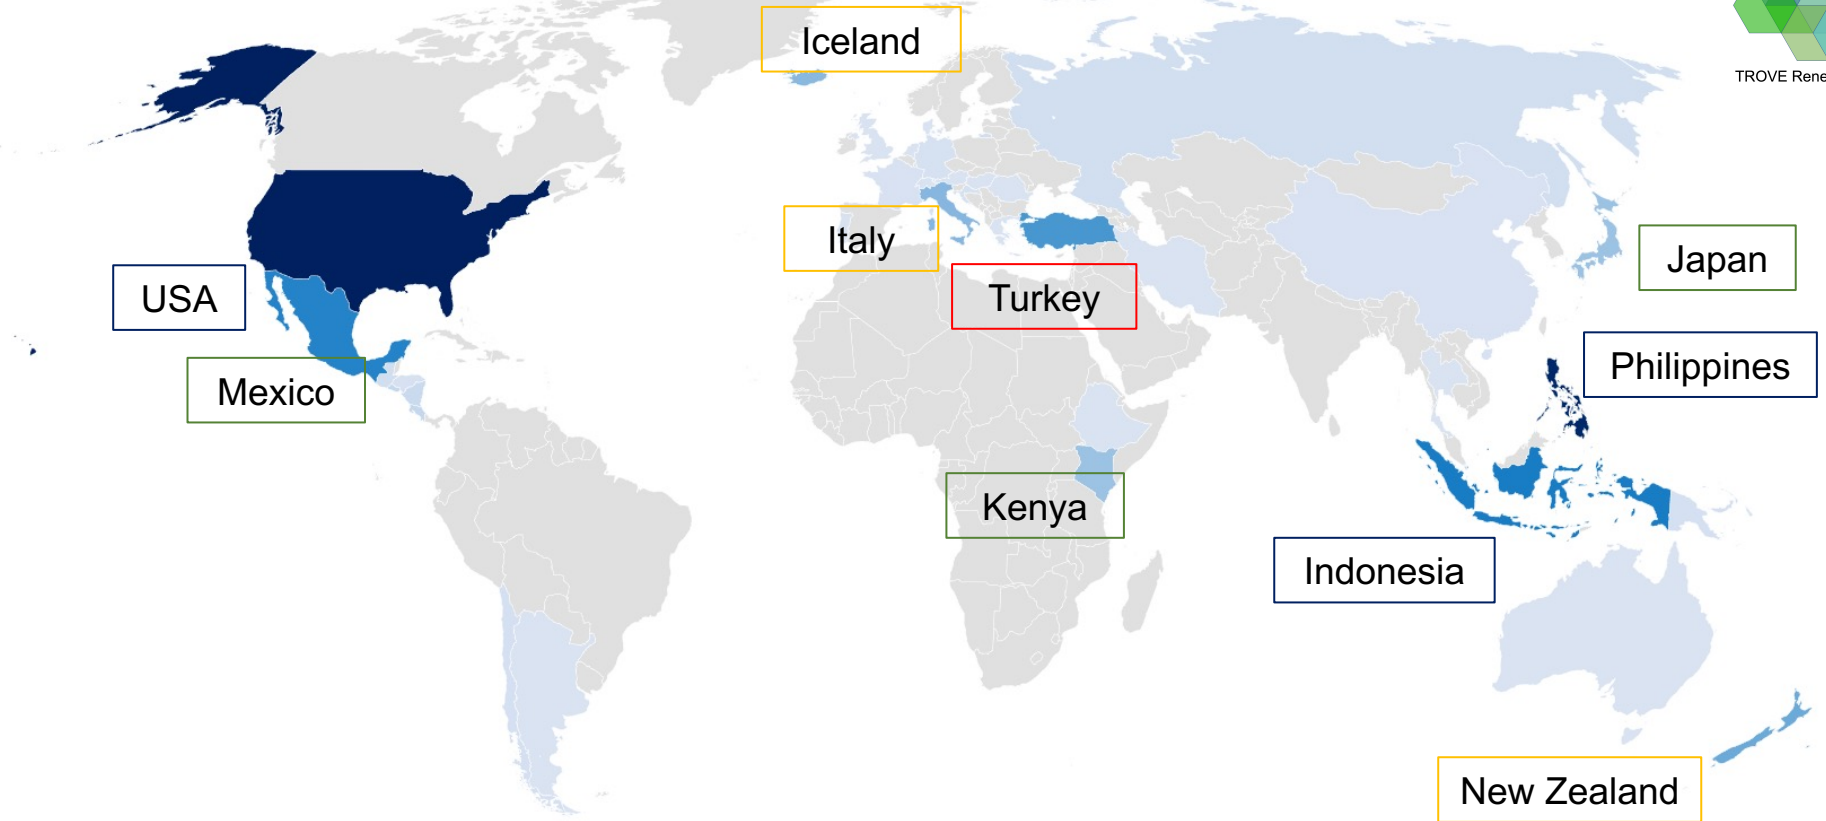 Iceland
TROVE Rene
Italy
Japan
USA
Turkey
Philippines
Mexico
Kenya
Indonesia
New Zealand